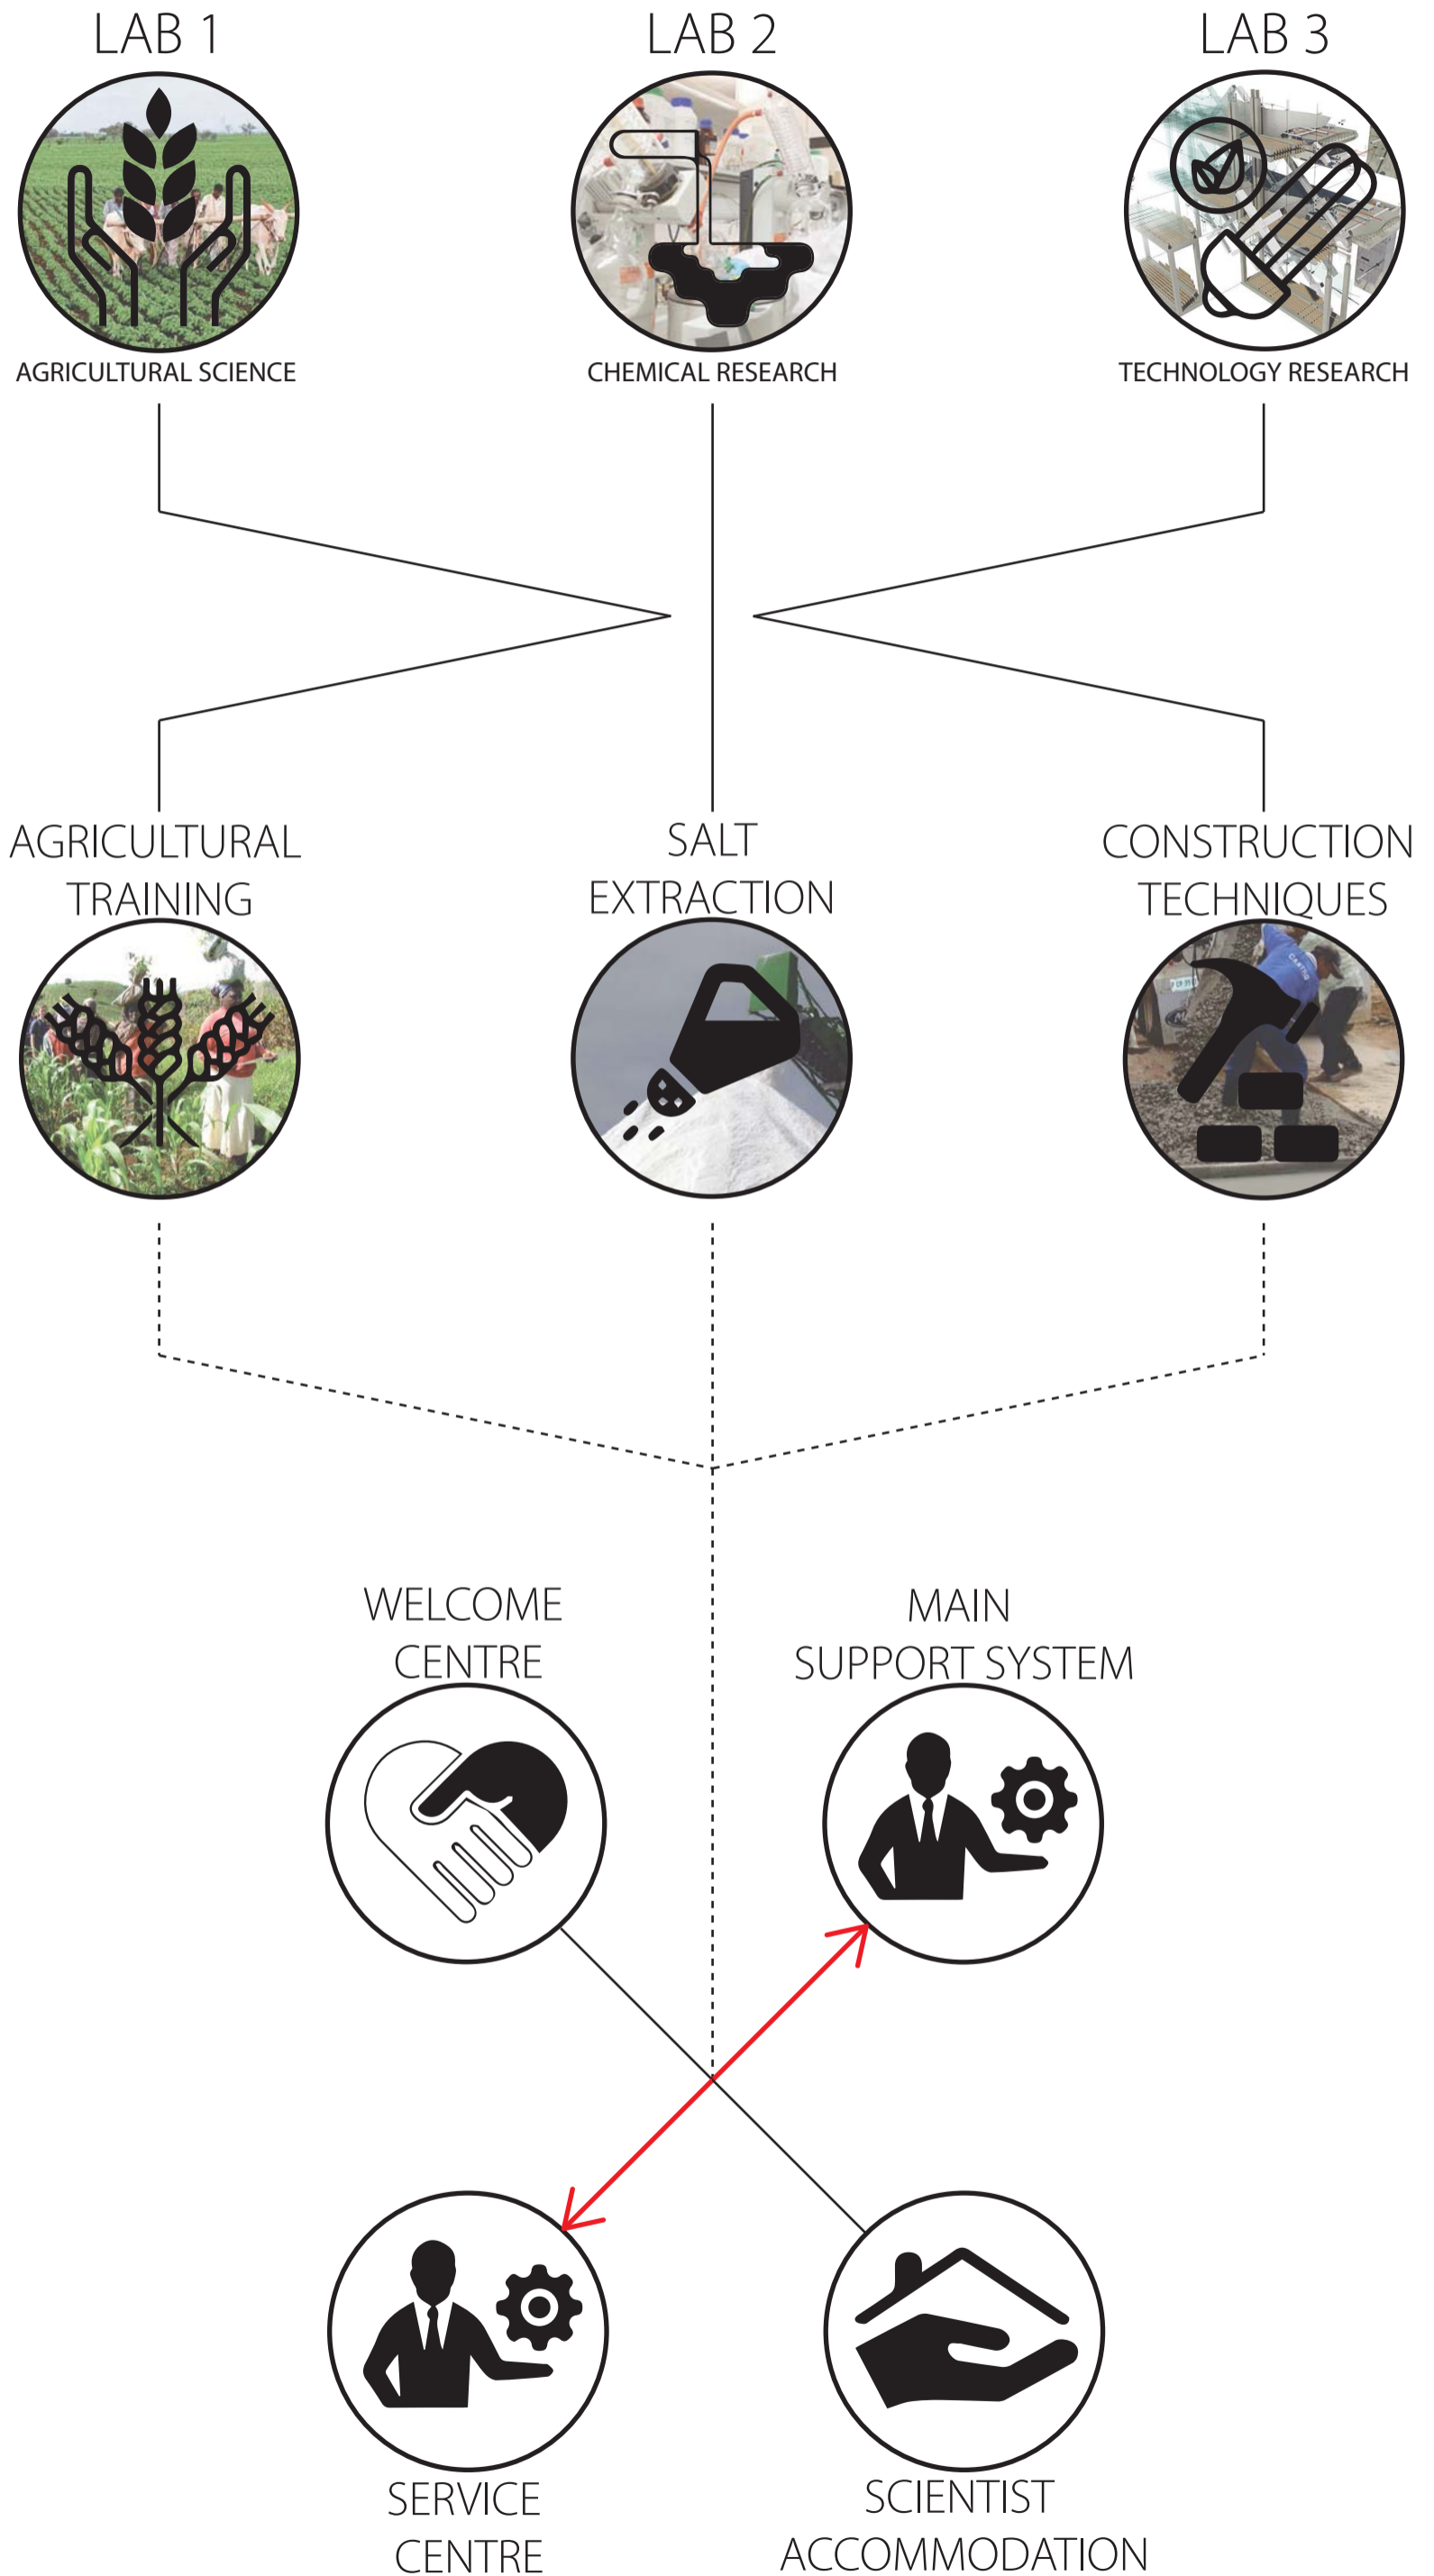 LAB 1
LAB 2
LAB 3
AGRICULTURAL SCIENCE
CHEMICAL RESEARCH
TECHNOLOGY RESEARCH
AGRICULTURAL
TRAINING
SALT
EXTRACTION
CONSTRUCTION
TECHNIQUES
WELCOME
CENTRE
MAIN
SUPPORT SYSTEM
SERVICE
CENTRE
SCIENTIST
ACCOMMODATION